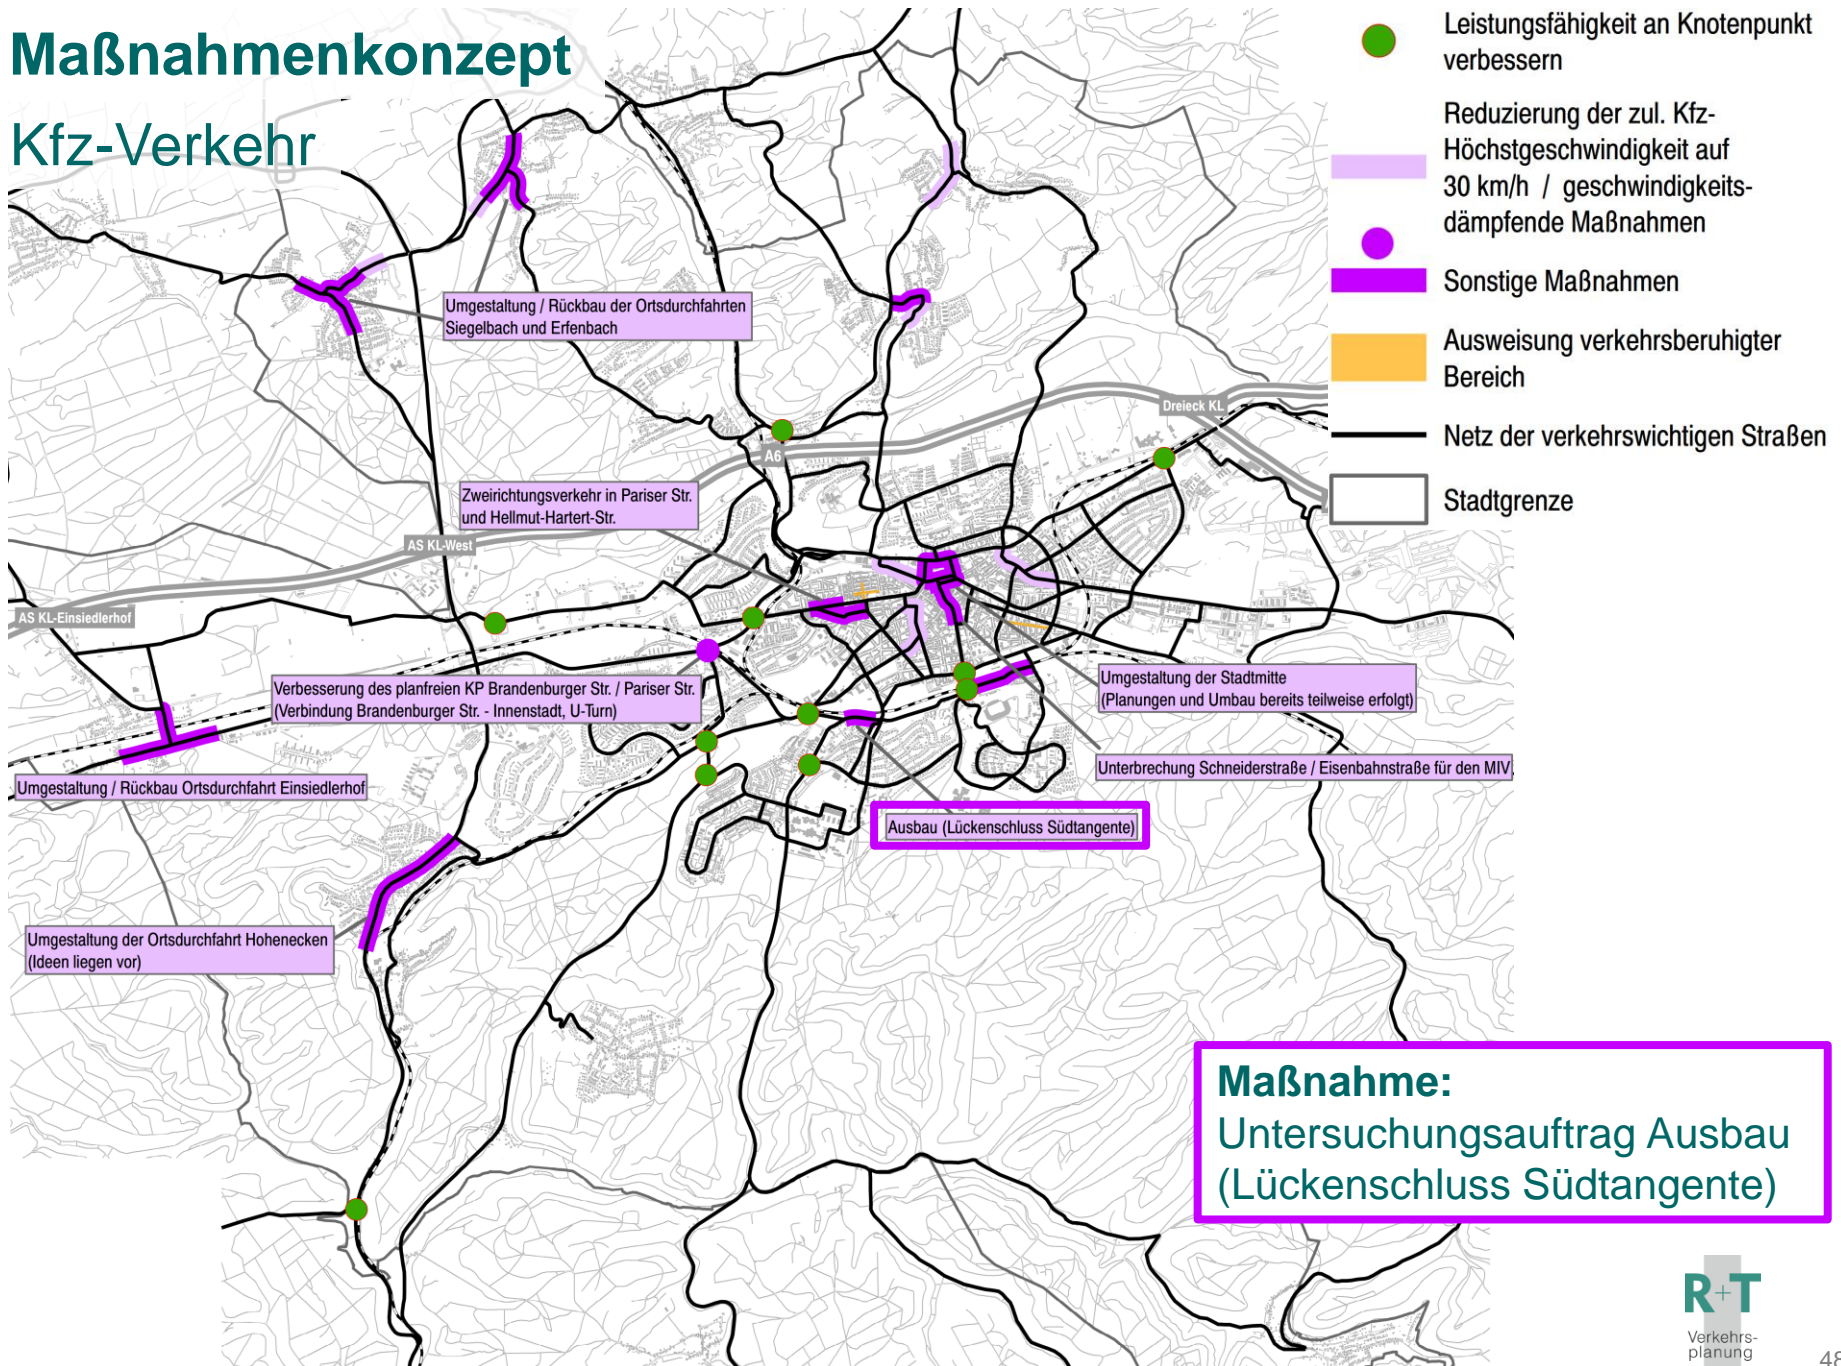 Maßnahmenkonzept
Kfz-Verkehr
Leistungsfähigkeit an Knotenpunkt
verbessern
Reduzierung der zul. Kfz-
Höchstgeschwindigkeit auf
30 km/h / geschwindigkeits-
dämpfende Maßnahmen
Sonstige Maßnahmen
Ausweisung verkehrsberuhigter
Bereich
Netz der verkehrswichtigen Straßen
Stadtgrenze
Umgestaltung / Rückbau der Ortsdurchfahrten
Siegelbach und Erfenbach
Dreieck KL
A6
Zweirichtungsverkehr in Pariser Str.
und Hellmut-Hartert-Str.
AS KL-West
AS KL-Einsiedlerhof
Verbesserung des planfreien KP Brandenburger Str. / Pariser Str.
(Verbindung Brandenburger Str. - Innenstadt, U-Turn)
Umgestaltung der Stadtmitte
(Planungen und Umbau bereits teilweise erfolgt)
Unterbrechung Schneiderstraße / Eisenbahnstraße für den MIV
Umgestaltung / Rückbau Ortsdurchfahrt Einsiedlerhof
Ausbau (Lückenschluss Südtangente)
Umgestaltung der Ortsdurchfahrt Hohenecken
(Ideen liegen vor)
Maßnahme:
Untersuchungsauftrag Ausbau
(Lückenschluss Südtangente)
R+T
Verkehrs-
planung
48